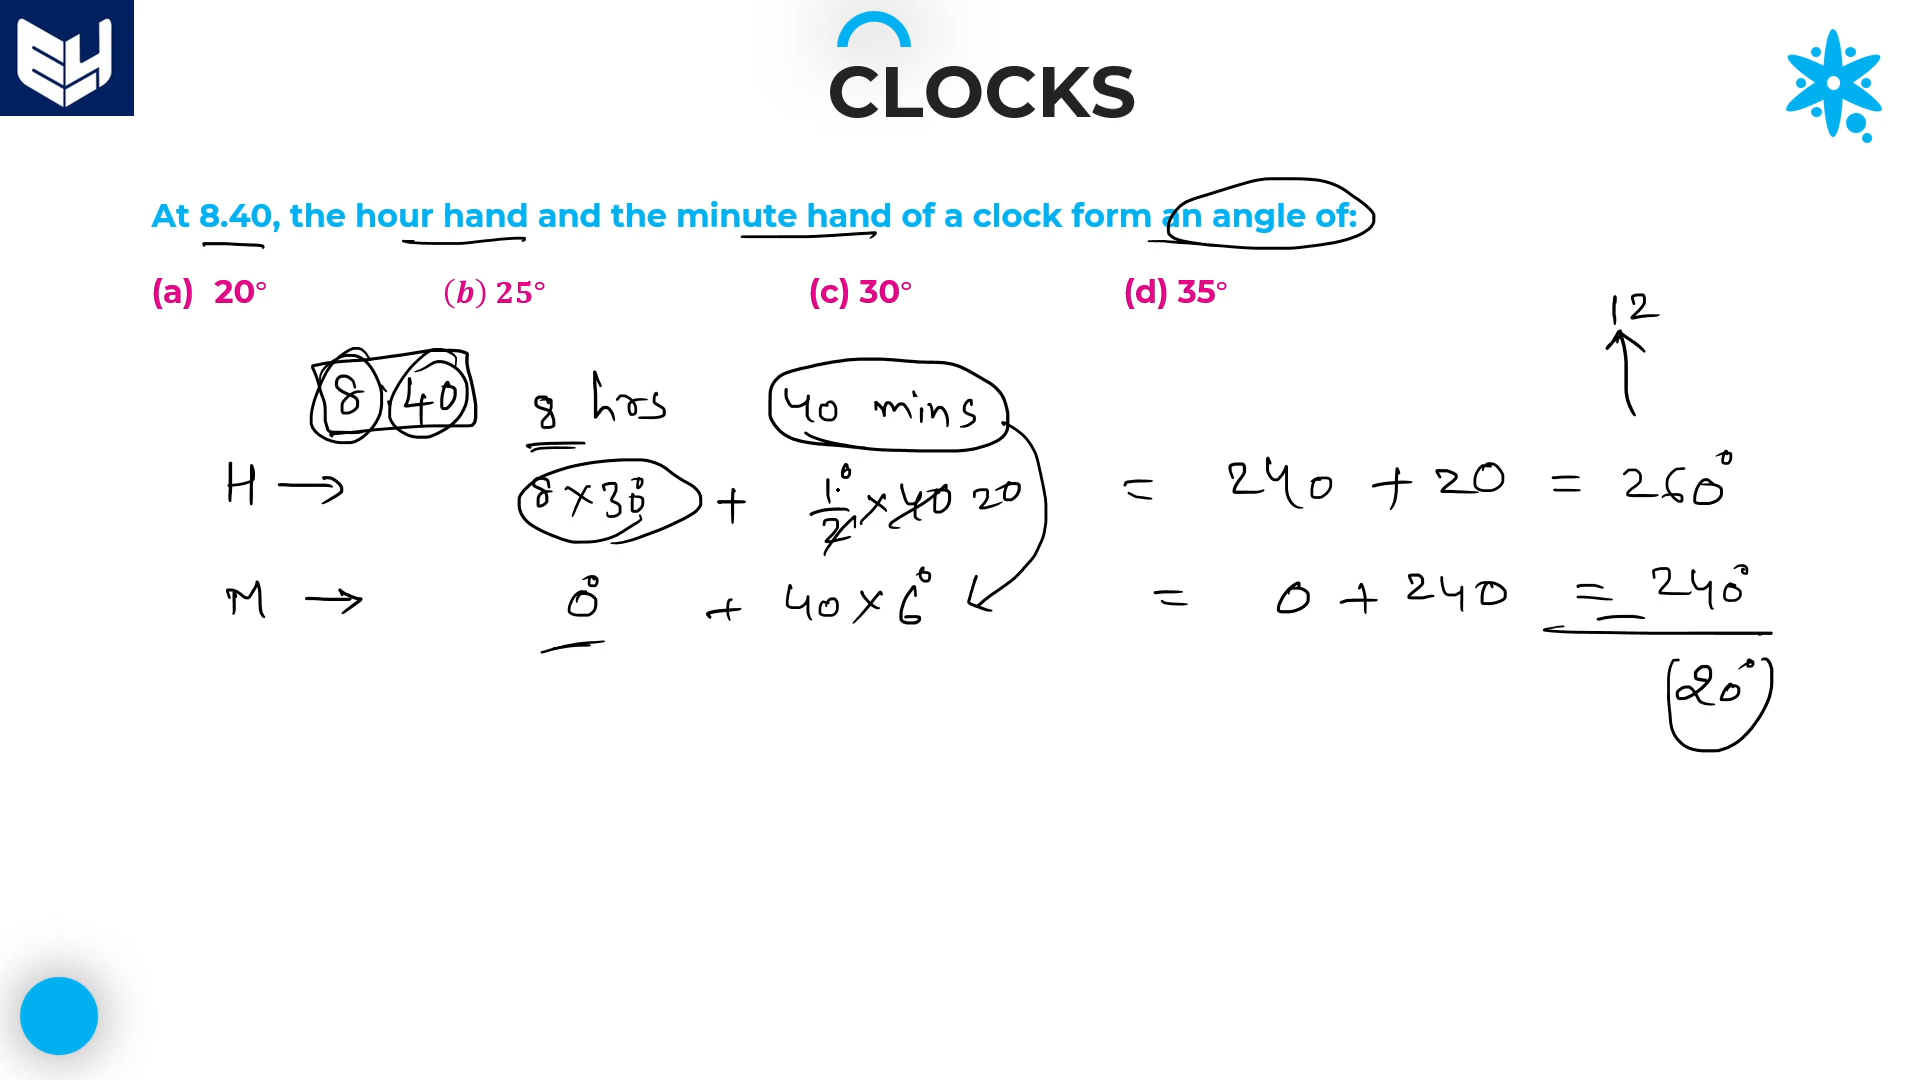 CLOCKS
At 8.40, the hour hand and the minute hand of a clock form an angle of:
(a) 20° (b) 25° (c) 30° (d) 35°
12
8.40 8 hrs 40 mins
H → 8 × 30° + 1°/2 × 40 20 = 240 + 20 = 260°
M → 0° + 40 × 6° = 0 + 240 = 240°
20°